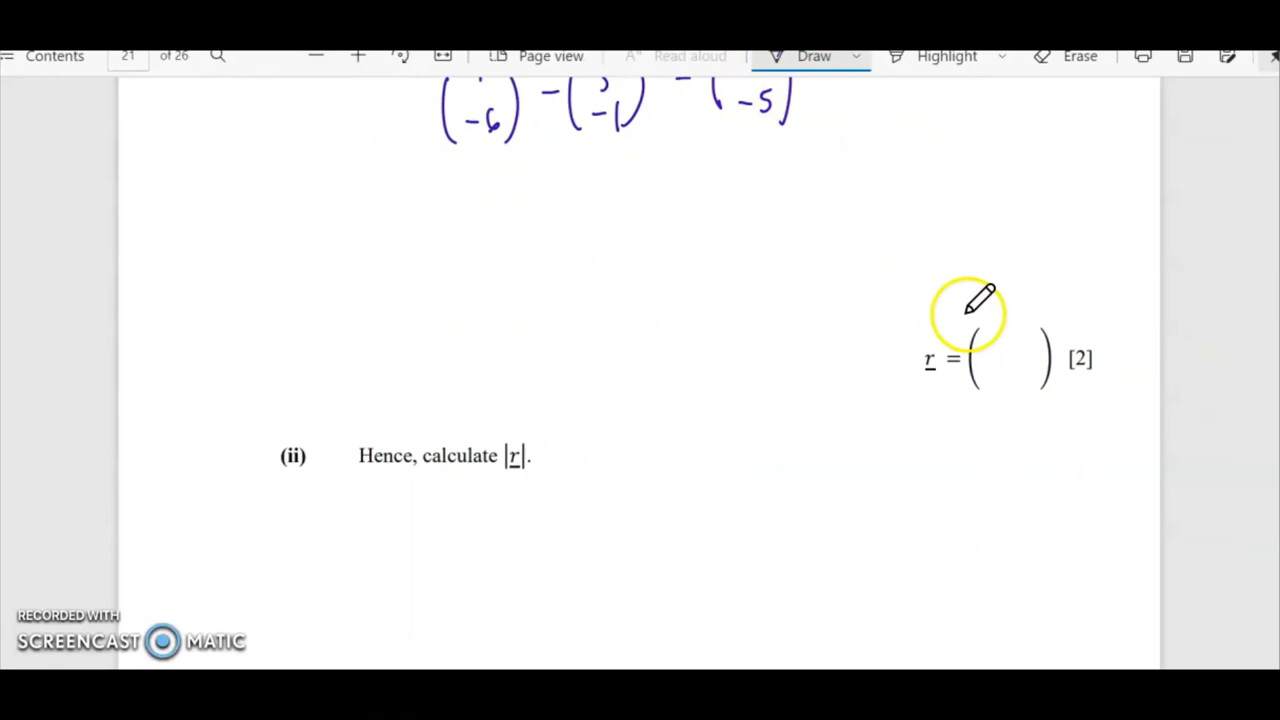 Contents 21 of 26 Page view Read aloud Draw Highlight Erase
( -6 ) - ( -1 ) - ( -5 )
r = ( ) [2]
(ii) Hence, calculate |r|.
RECORDED WITH
SCREENCAST MATIC